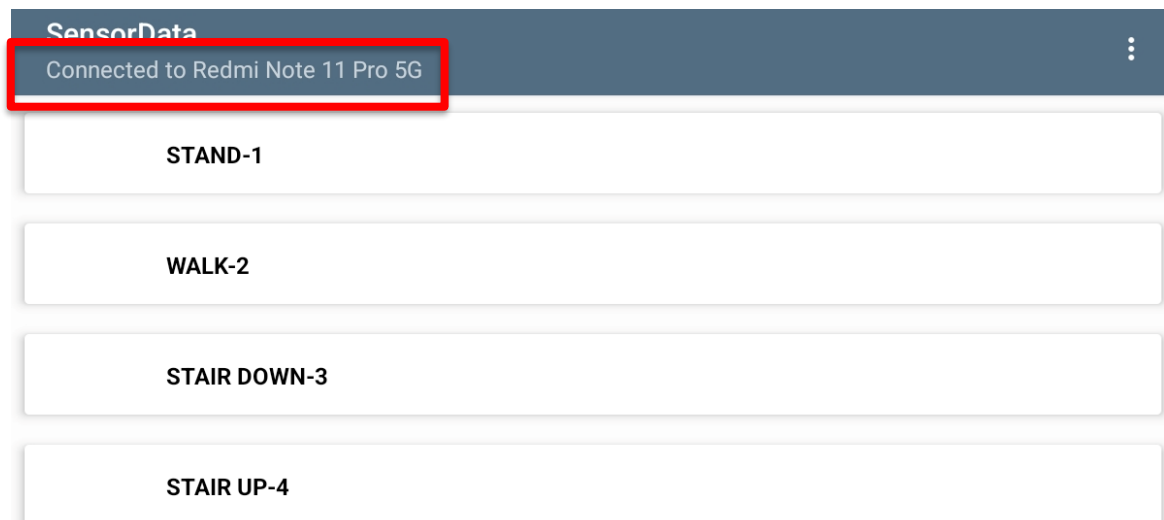 SensorData
Connected to Redmi Note 11 Pro 5G
STAND-1
WALK-2
STAIR DOWN-3
STAIR UP-4